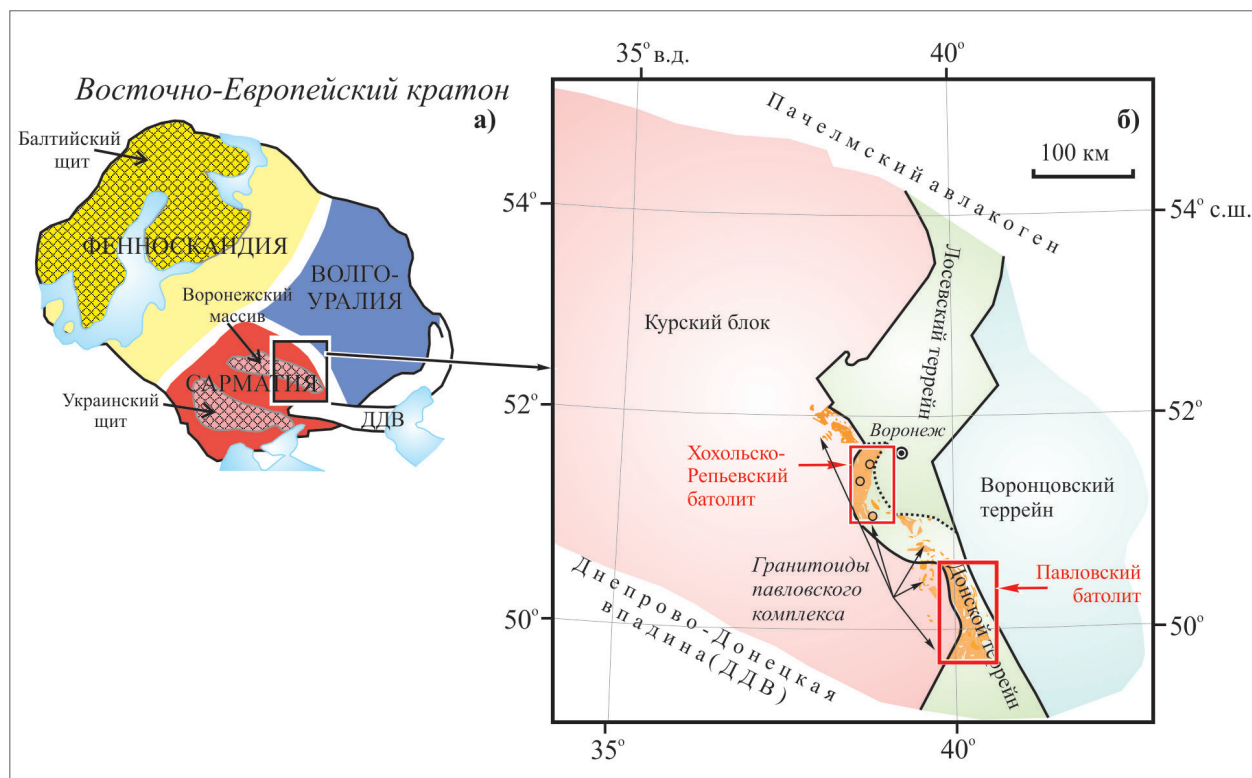 Восточно-Европейский кратон
а)
Балтийский
щит
ФЕННОСКАНДИЯ
ВОЛГО-
УРАЛИЯ
Воронежский
массив
САРМАТИЯ
Украинский
щит
ДДВ
35° в.д.
40°
б)
Пачелмский авлакоген
100 км
54°
54° с.ш.
Лосевский террейн
Курский блок
52°
52°
Воронеж
Хохольско-
Репьевский
батолит
Воронцовский
террейн
Гранитоиды
павловского
комплекса
Донской террейн
Павловский
батолит
Днепрово-Донецкая
впадина(ДДВ)
50°
50°
35°
40°